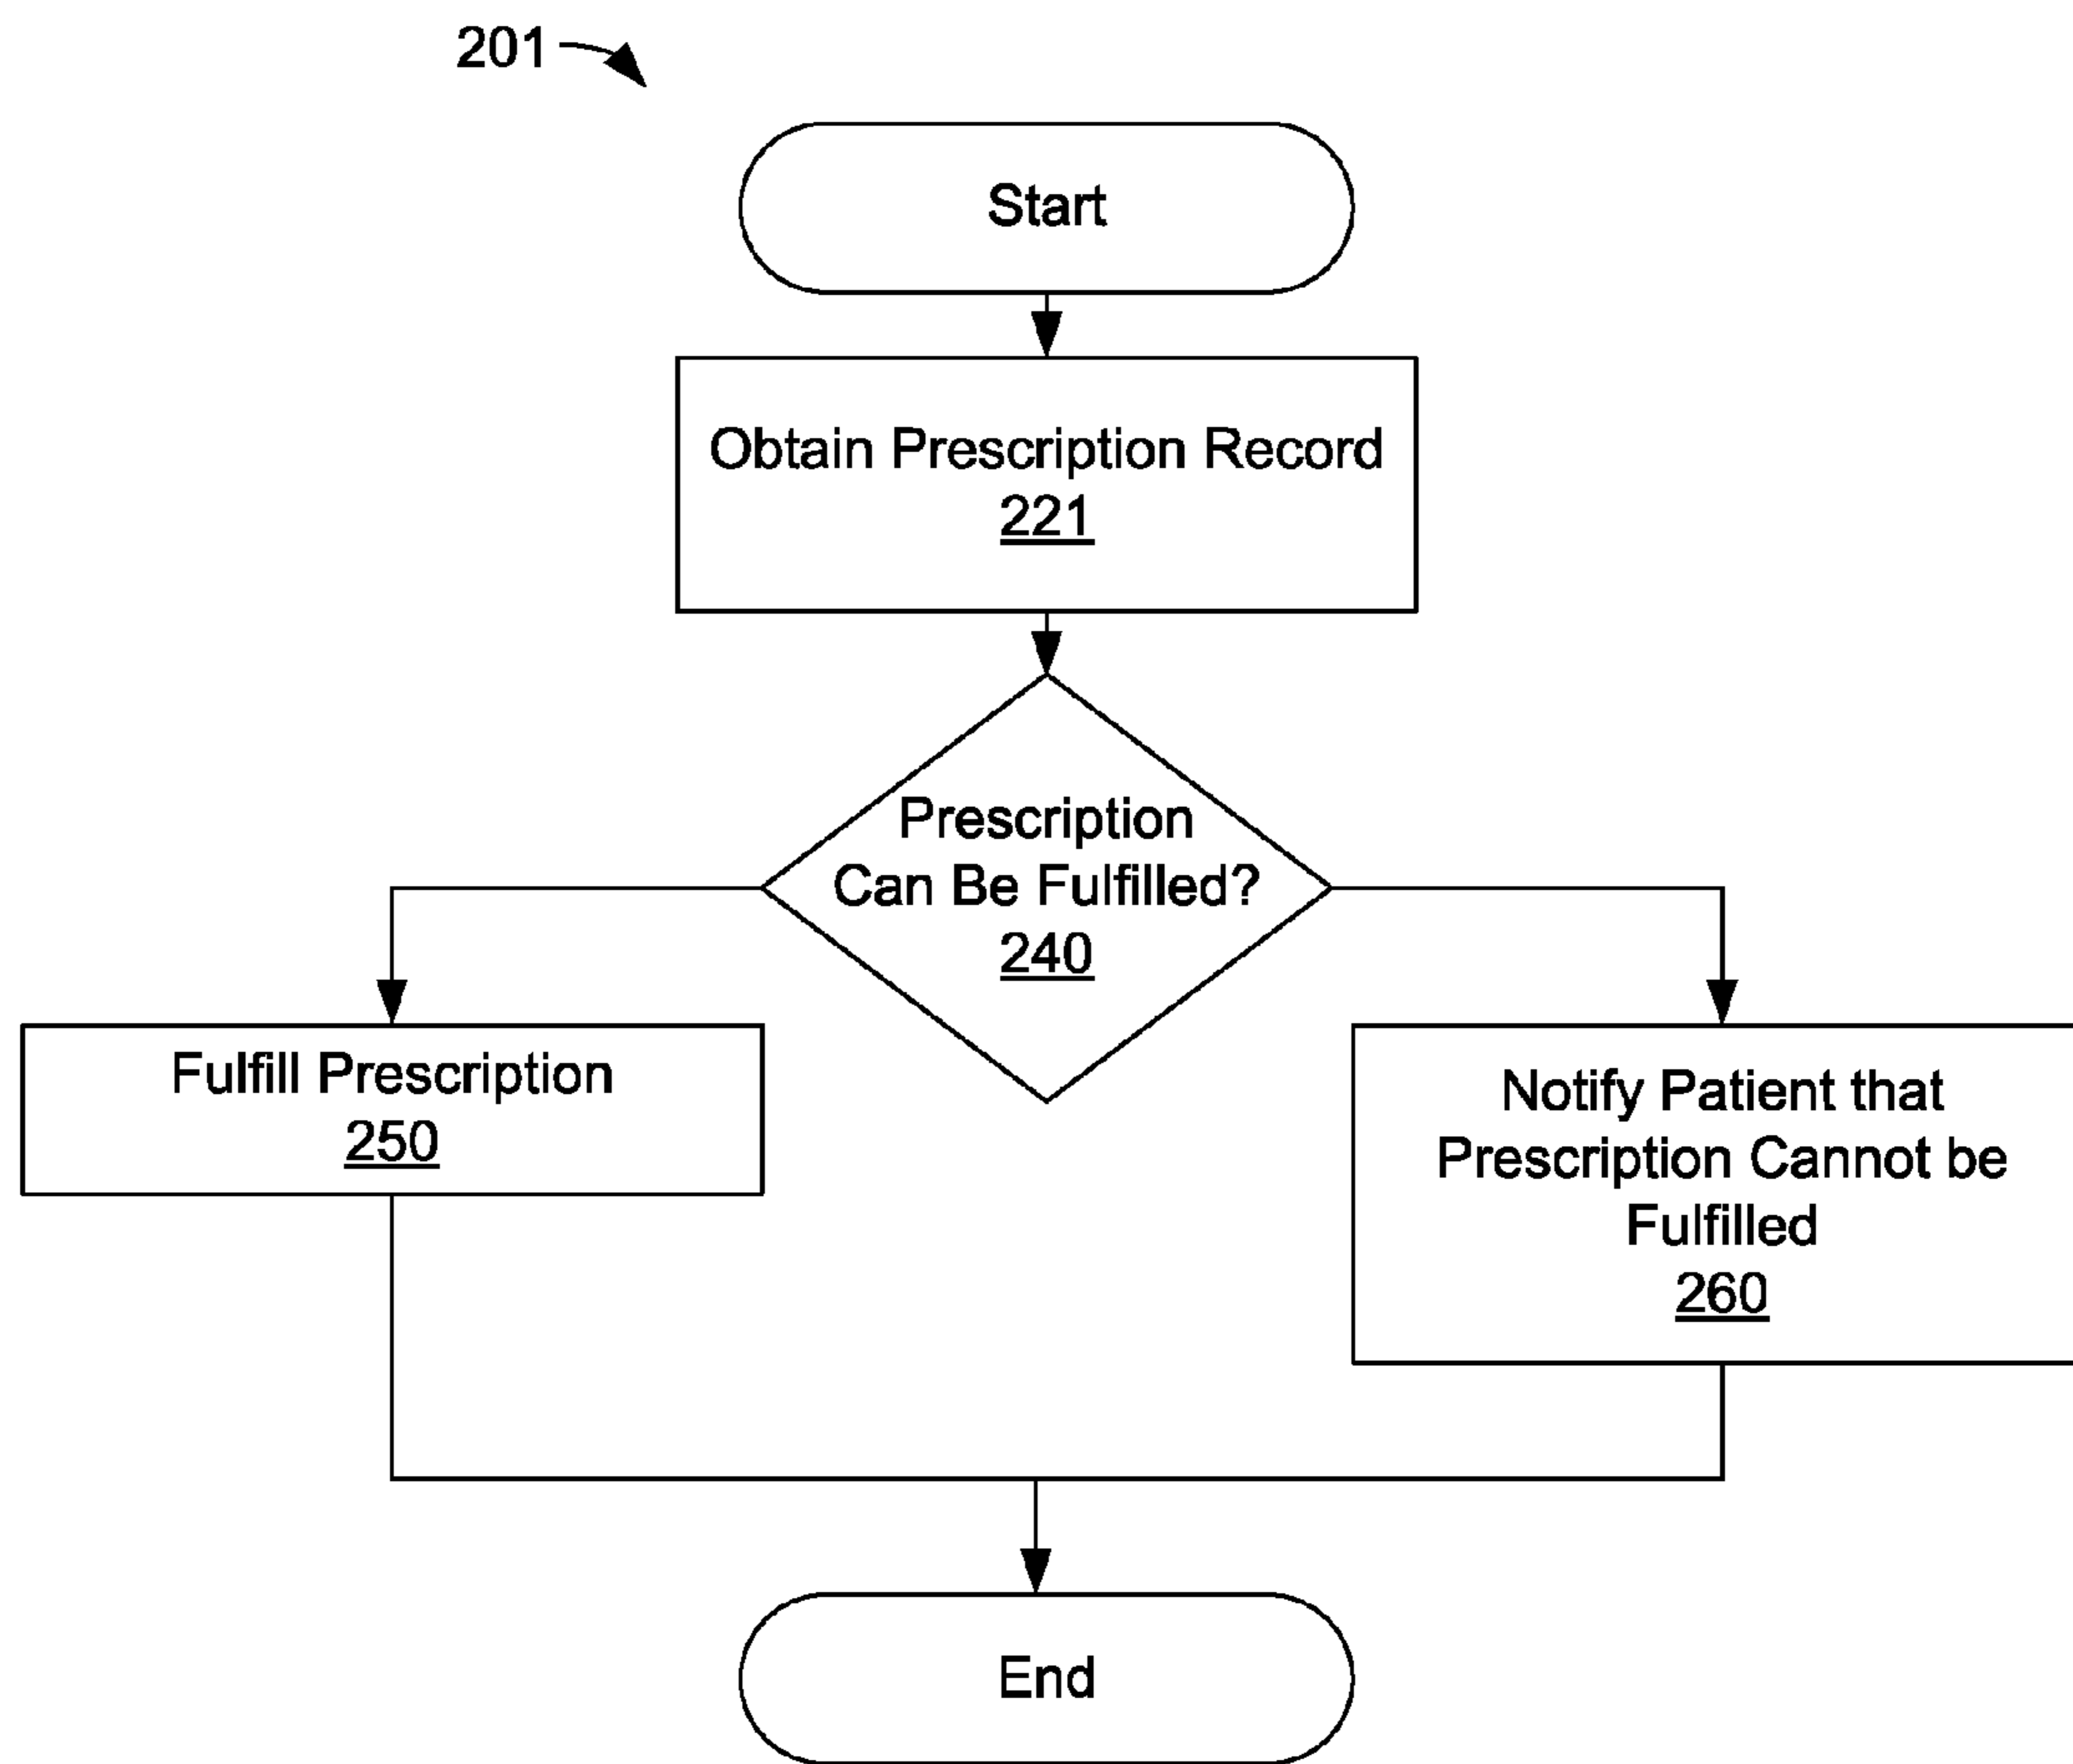 201
Start
Obtain Prescription Record
221
Prescription
Can Be Fulfilled?
240
Fulfill Prescription
250
Notify Patient that
Prescription Cannot be
Fulfilled
260
End